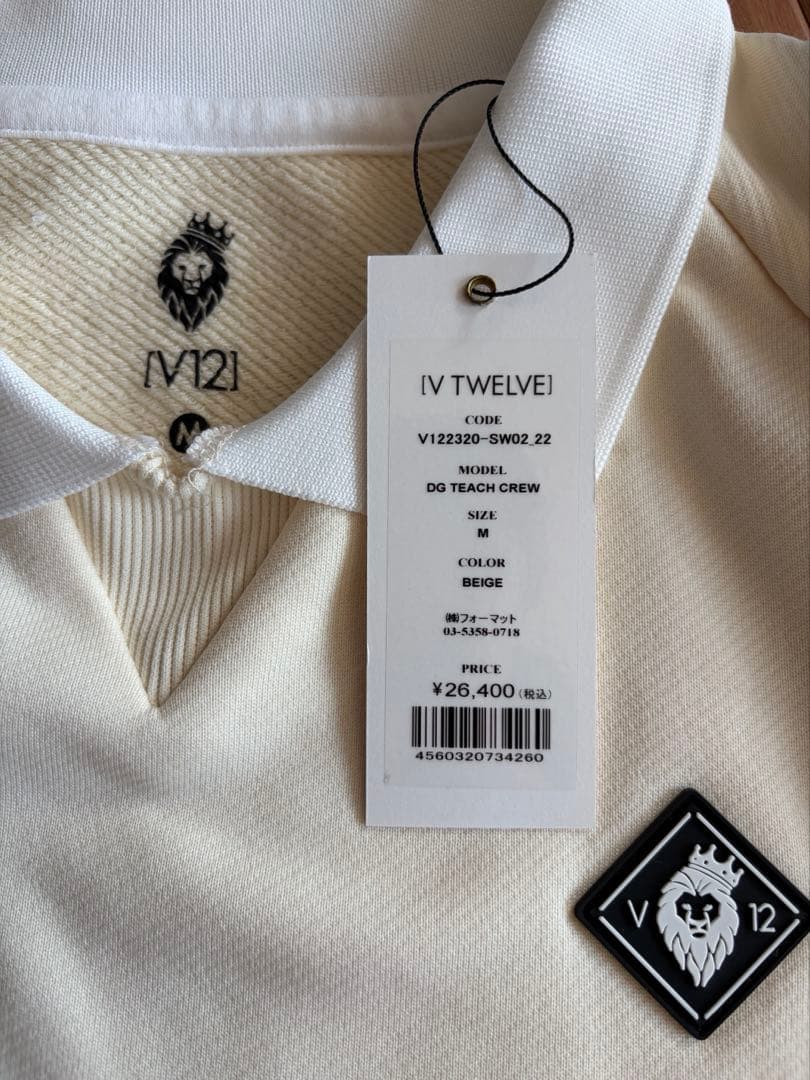 [V12]
M
[V TWELVE]
CODE
V122320-SW02_22
MODEL
DG TEACH CREW
SIZE
M
COLOR
BEIGE
㈱フォーマット
03-5358-0718
PRICE
¥26,400(税込)
4560320734260
V 12